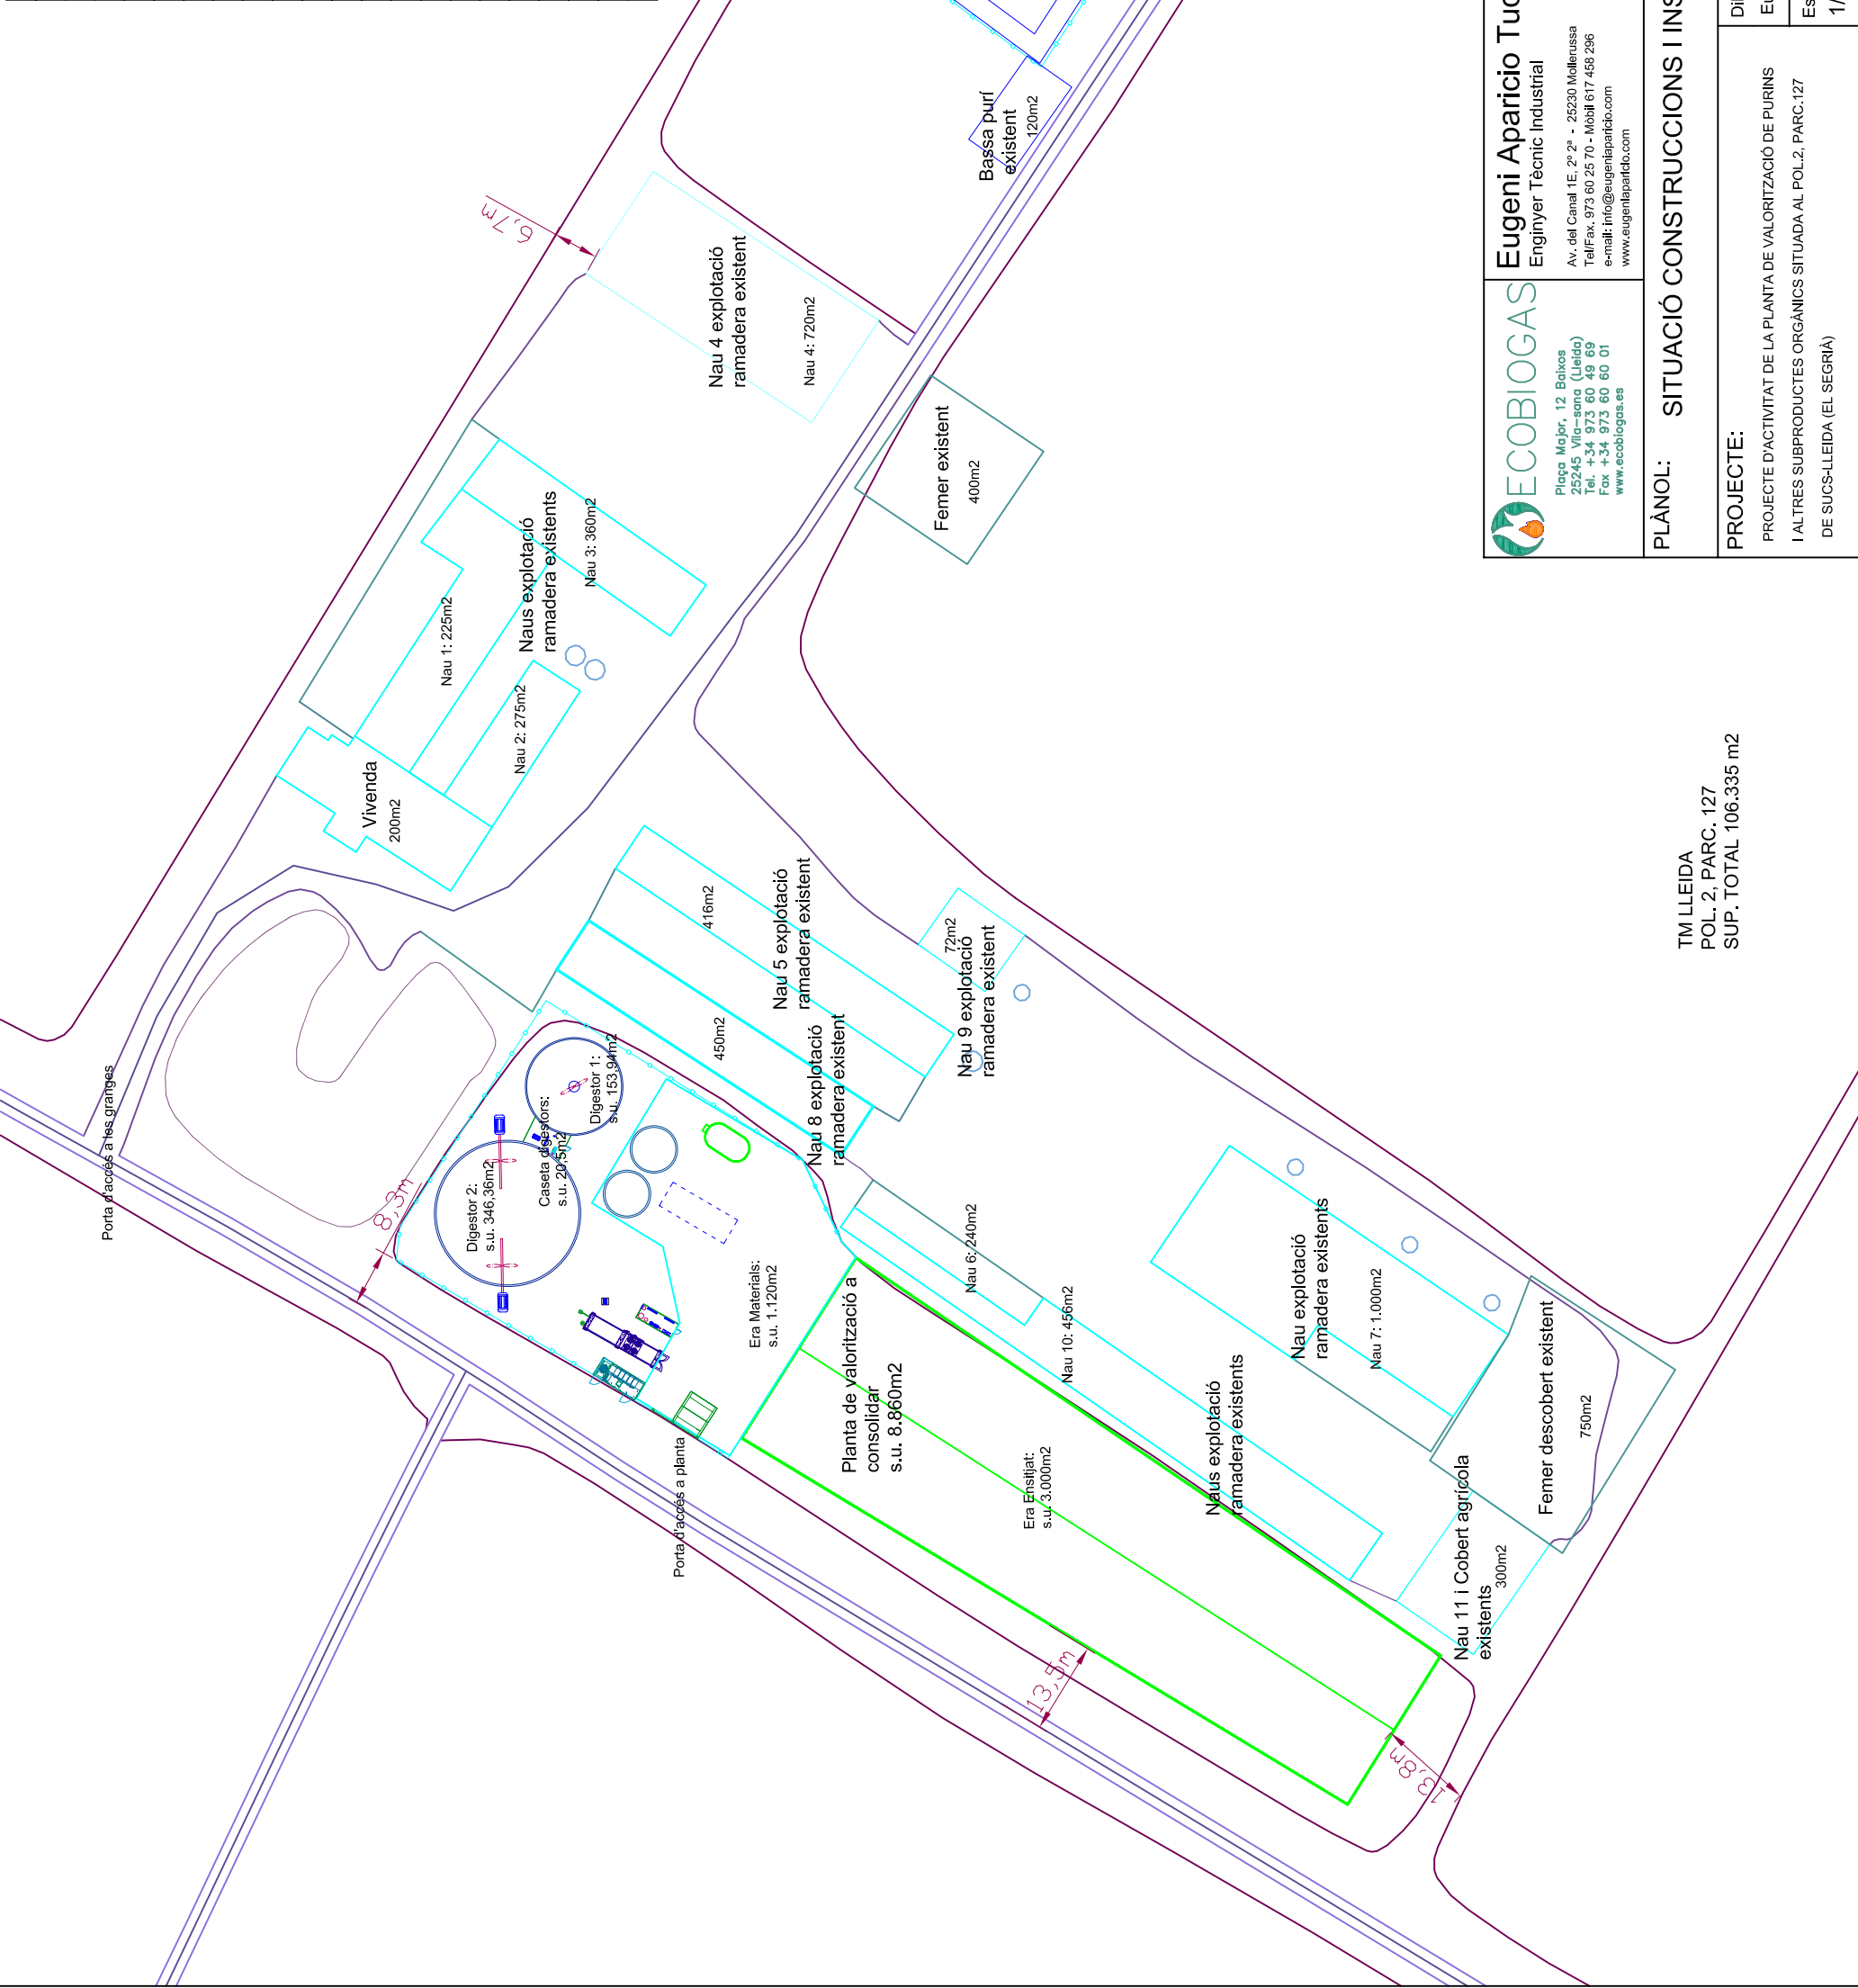 Porta d'accés a les granges
8,3m
Vivenda
200m2
Nau 1: 225m2
Nau 2: 275m2
Naus explotació
ramadera existents
Nau 3: 360m2
6,7m
Nau 4 explotació
ramadera existent
Nau 4: 720m2
Bassa purí
existent
120m2
Femer existent
400m2
Digestor 2:
s.u. 346,36m2
Caseta digestors:
s.u. 20,5m2
Digestor 1:
s.u. 153,94m2
416m2
450m2
Nau 5 explotació
ramadera existent
Nau 8 explotació
ramadera existent
72m2
Nau 9 explotació
ramadera existent
Porta d'accés a planta
Era Materials:
s.u. 1.120m2
Planta de valorització a
consolidar
s.u. 8.860m2
Nau 6: 240m2
Nau 10: 456m2
Era Ensitjat:
s.u. 3.000m2
13,5m
13,8m
Naus explotació
ramadera existents
Nau explotació
ramadera existents
Nau 7: 1.000m2
Nau 11 i Cobert agrícola
existents
300m2
Femer descobert existent
750m2
TM LLEIDA
POL. 2, PARC. 127
SUP. TOTAL 106.335 m2
ECOBIOGAS
Plaça Major, 12 Baixos
25245 Vila-sana (Lleida)
Tel. +34 973 60 49 69
Fax +34 973 60 60 01
www.ecobiogas.es
Eugeni Aparicio Tud
Enginyer Tècnic Industrial
Av. del Canal 1E, 2º 2ª - 25230 Mollerussa
Tel/Fax. 973 60 25 70 - Mòbil 617 458 296
e-mail: info@eugeniaparicio.com
www.eugeniaparicio.com
PLÀNOL: SITUACIÓ CONSTRUCCIONS I INS
PROJECTE:
PROJECTE D'ACTIVITAT DE LA PLANTA DE VALORITZACIÓ DE PURINS
I ALTRES SUBPRODUCTES ORGÀNICS SITUADA AL POL.2, PARC.127
DE SUCS-LLEIDA (EL SEGRIÀ)
Di
Eu
Es
1/